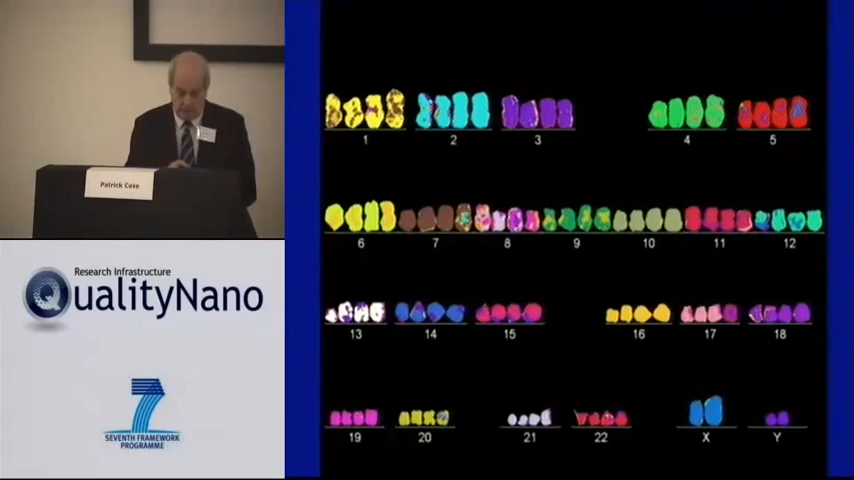 Patrick Case
Research Infrastructure
QualityNano
7
SEVENTH FRAMEWORK
PROGRAMME
1 2 3 4 5
6 7 8 9 10 11 12
13 14 15 16 17 18
19 20 21 22 X Y